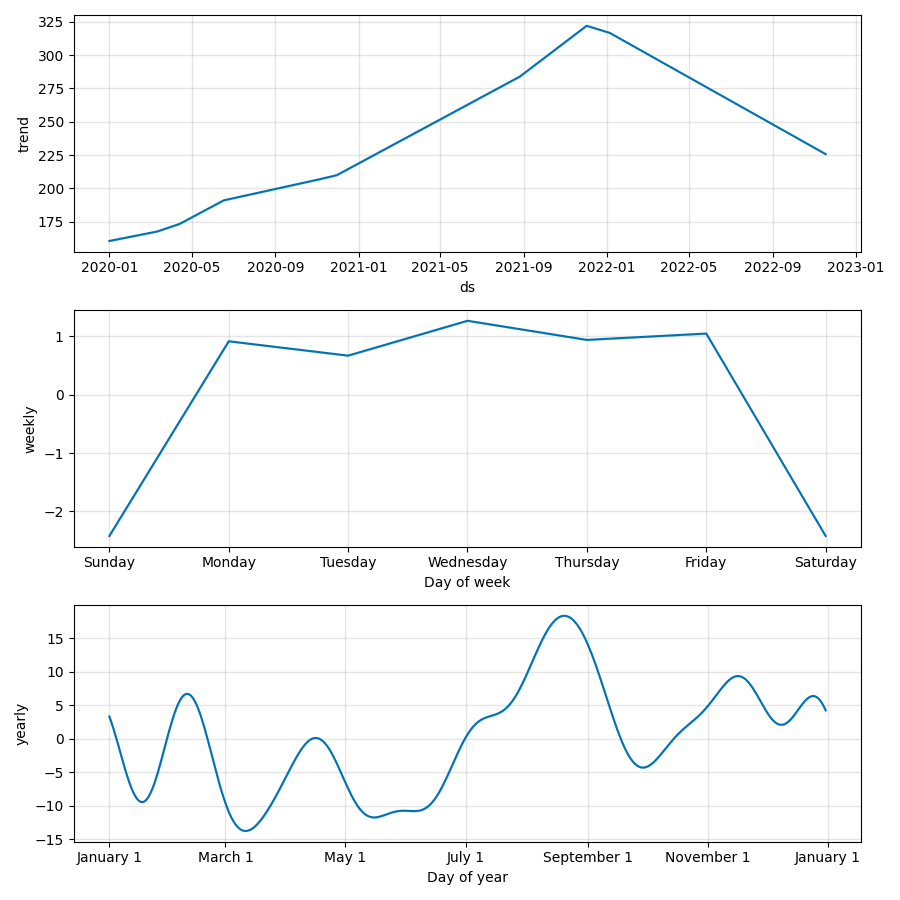 325
300
275
250
225
200
175
trend
2020-01 2020-05 2020-09 2021-01 2021-05 2021-09 2022-01 2022-05 2022-09 2023-01
ds
1
0
−1
−2
weekly
Sunday Monday Tuesday Wednesday Thursday Friday Saturday
Day of week
15
10
5
0
−5
−10
−15
yearly
January 1 March 1 May 1 July 1 September 1 November 1 January 1
Day of year